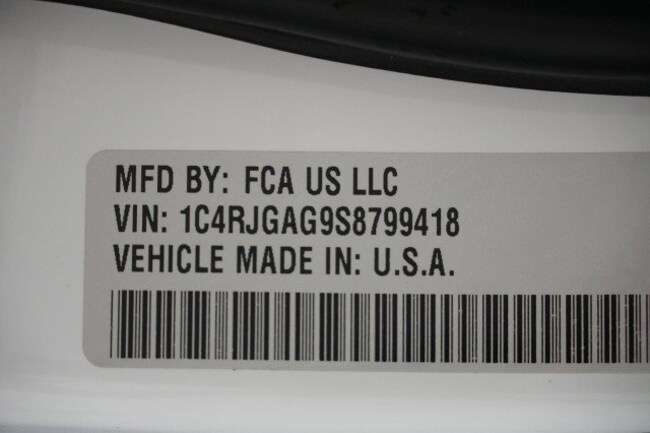 MFD BY: FCA US LLC
VIN: 1C4RJGAG9S8799418
VEHICLE MADE IN: U.S.A.